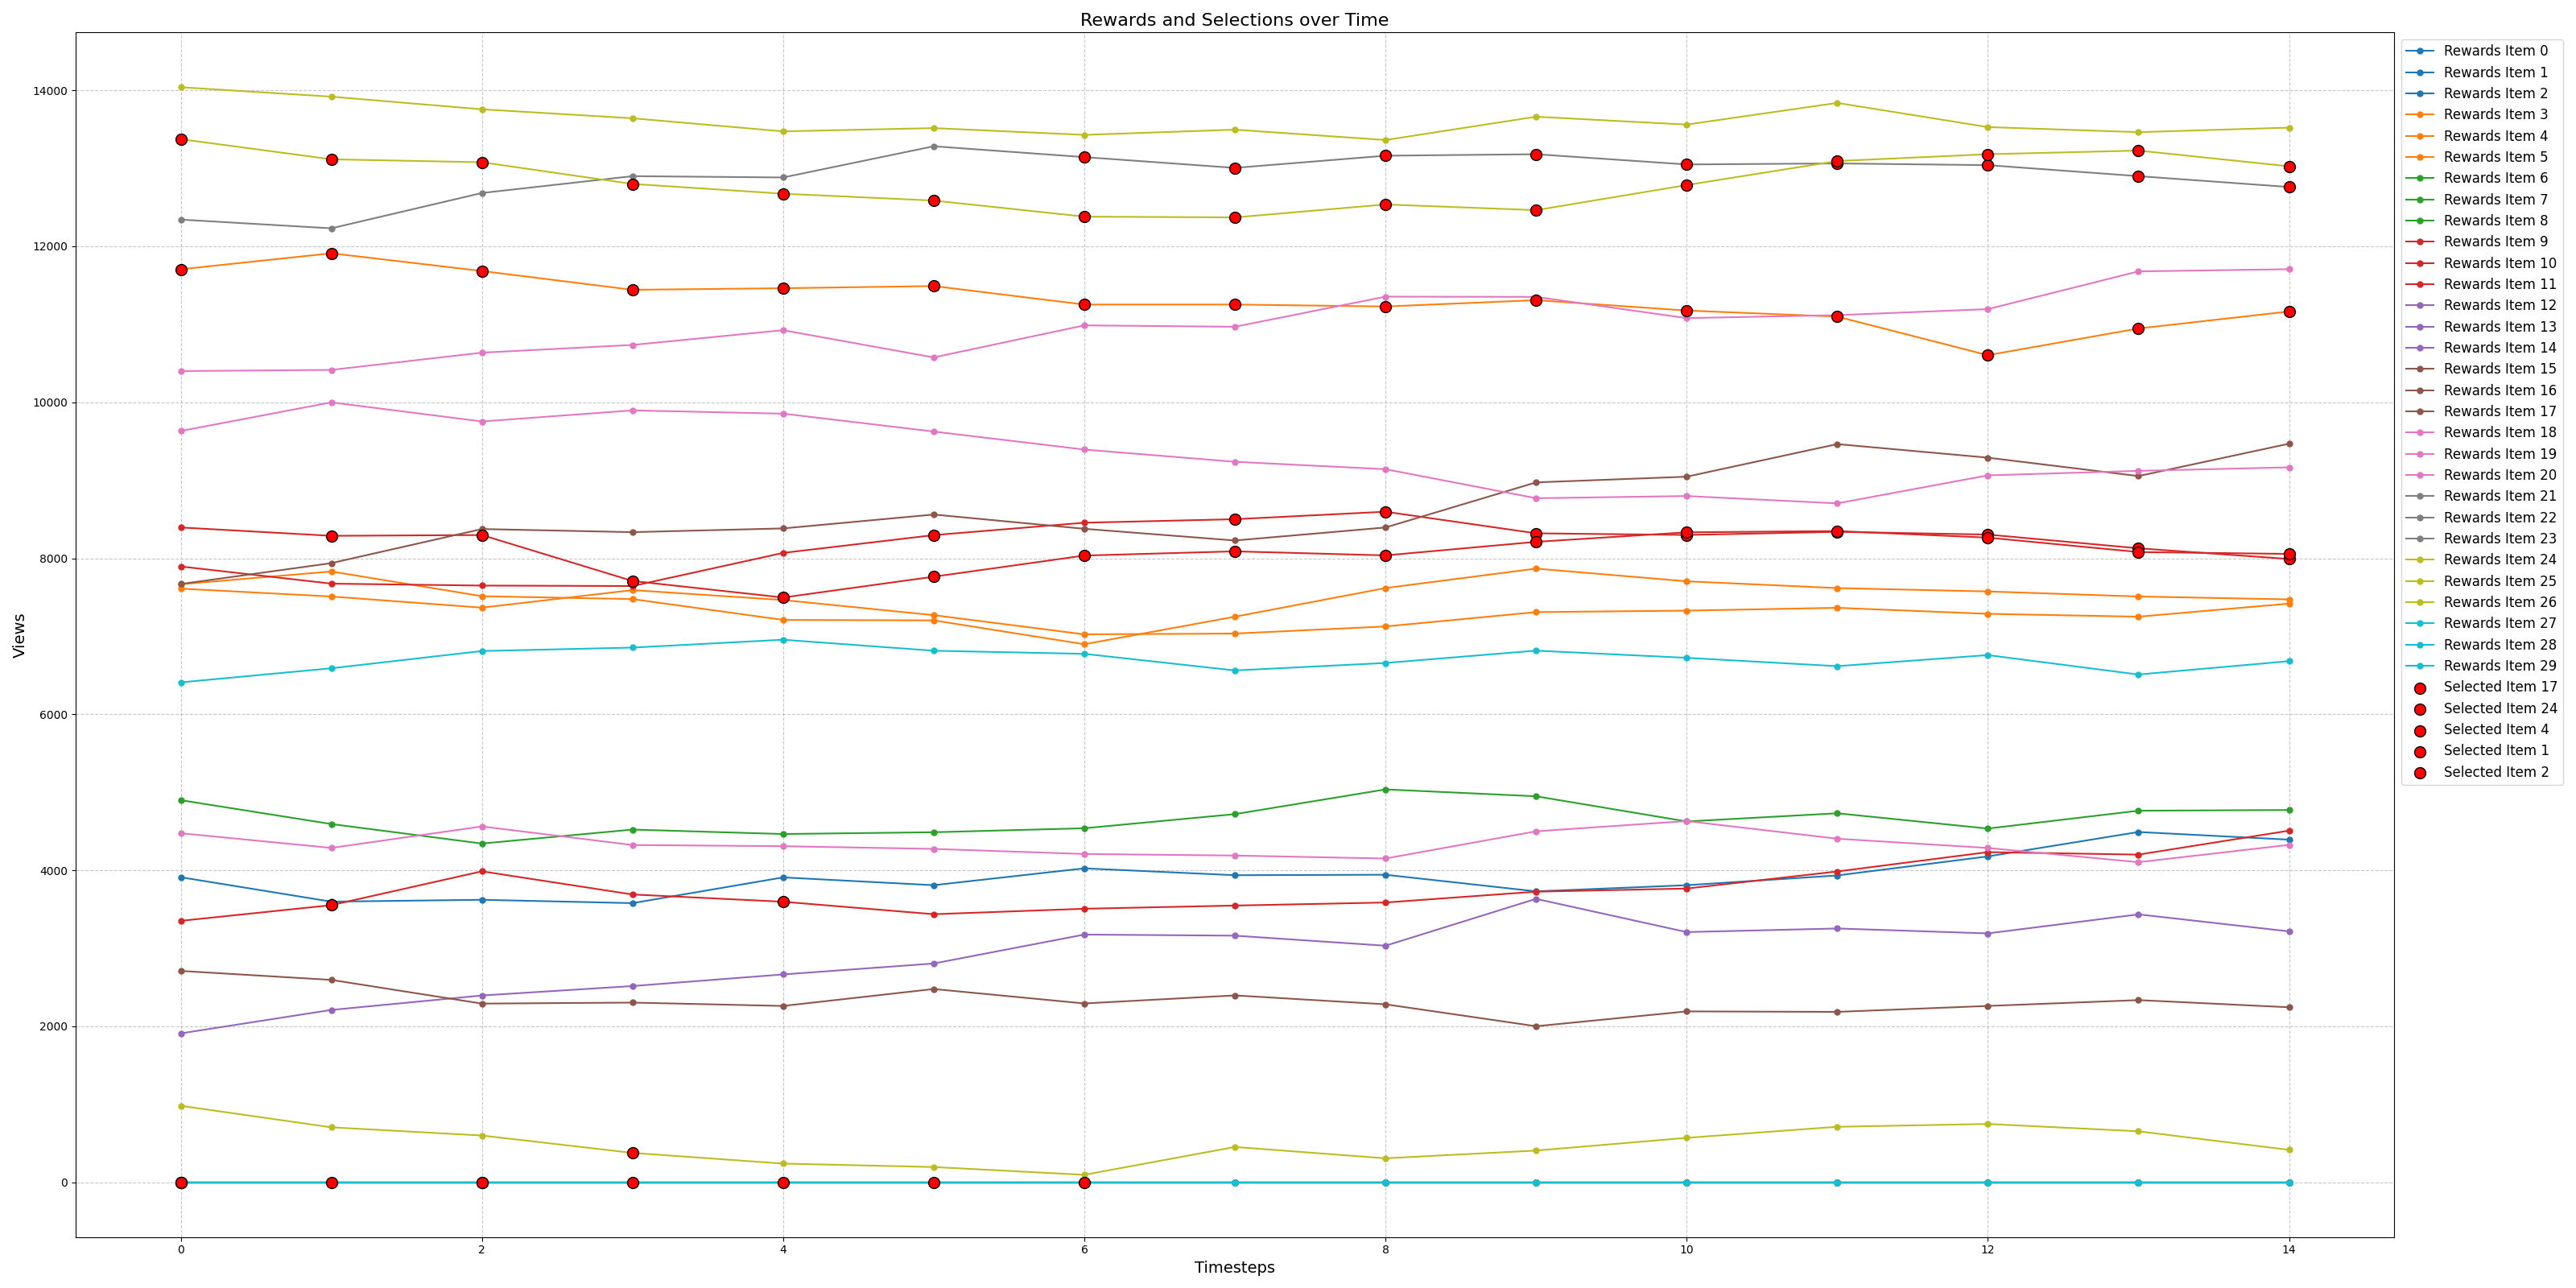 Rewards and Selections over Time
Views
14000
12000
10000
8000
6000
4000
2000
0
0
2
4
6
8
10
12
14
Timesteps
Rewards Item 0
Rewards Item 1
Rewards Item 2
Rewards Item 3
Rewards Item 4
Rewards Item 5
Rewards Item 6
Rewards Item 7
Rewards Item 8
Rewards Item 9
Rewards Item 10
Rewards Item 11
Rewards Item 12
Rewards Item 13
Rewards Item 14
Rewards Item 15
Rewards Item 16
Rewards Item 17
Rewards Item 18
Rewards Item 19
Rewards Item 20
Rewards Item 21
Rewards Item 22
Rewards Item 23
Rewards Item 24
Rewards Item 25
Rewards Item 26
Rewards Item 27
Rewards Item 28
Rewards Item 29
Selected Item 17
Selected Item 24
Selected Item 4
Selected Item 1
Selected Item 2